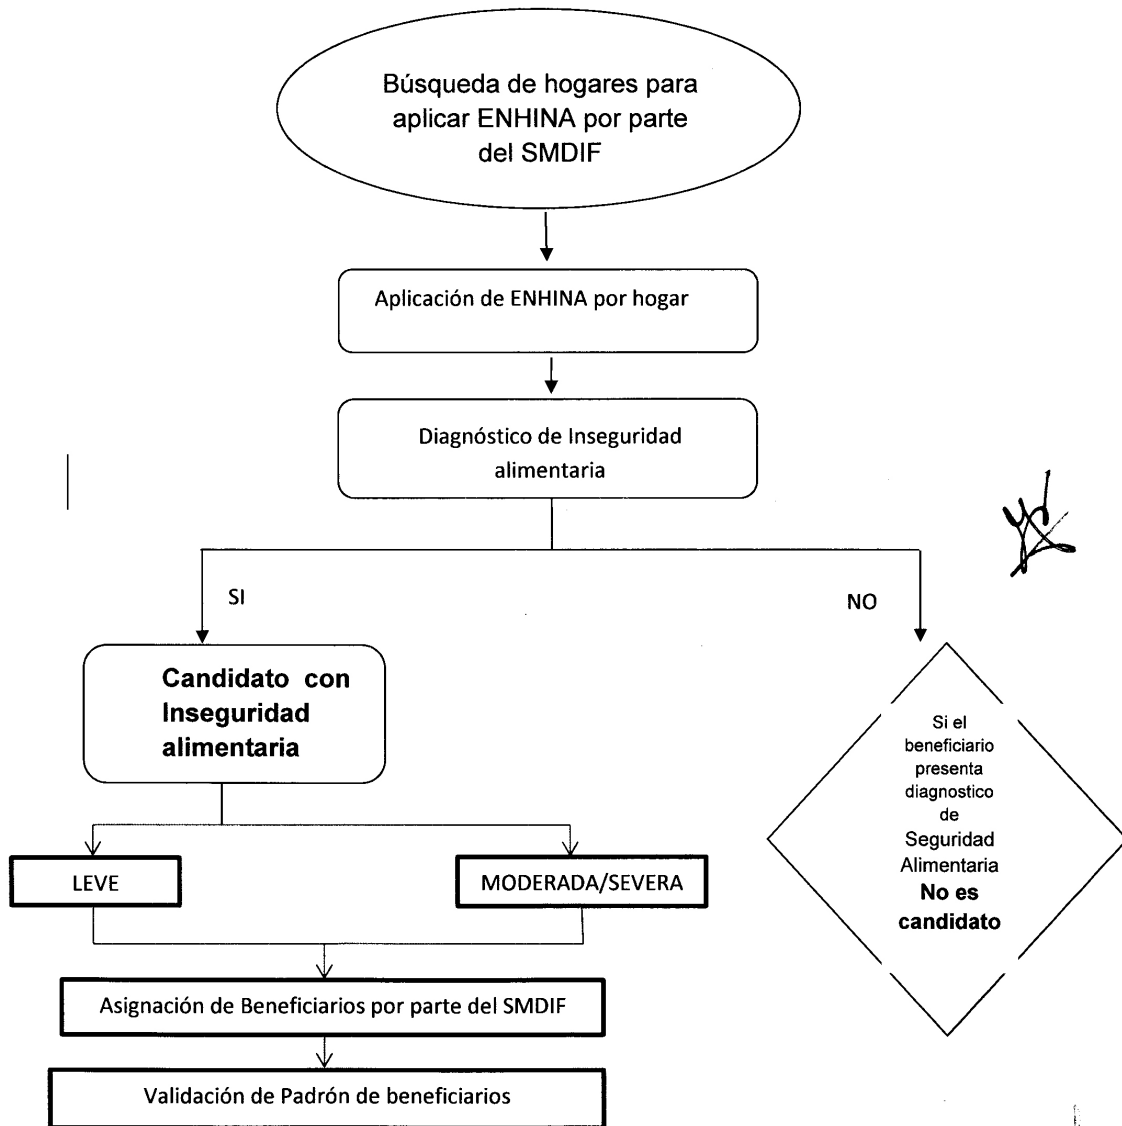 Búsqueda de hogares para
aplicar ENHINA por parte
del SMDIF
Aplicación de ENHINA por hogar
Diagnóstico de Inseguridad
alimentaria
SI
NO
Candidato con
Inseguridad
alimentaria
Si el
beneficiario
presenta
diagnostico
de
Seguridad
Alimentaria
No es
candidato
LEVE
MODERADA/SEVERA
Asignación de Beneficiarios por parte del SMDIF
Validación de Padrón de beneficiarios